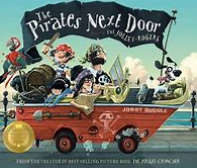 The
Pirates Next Door
THE JOLLEY-ROGERS
JONNY DUDDLE
FROM THE CREATOR OF BEST-SELLING PICTURE BOOK THE PIRATE-CRUNCHER